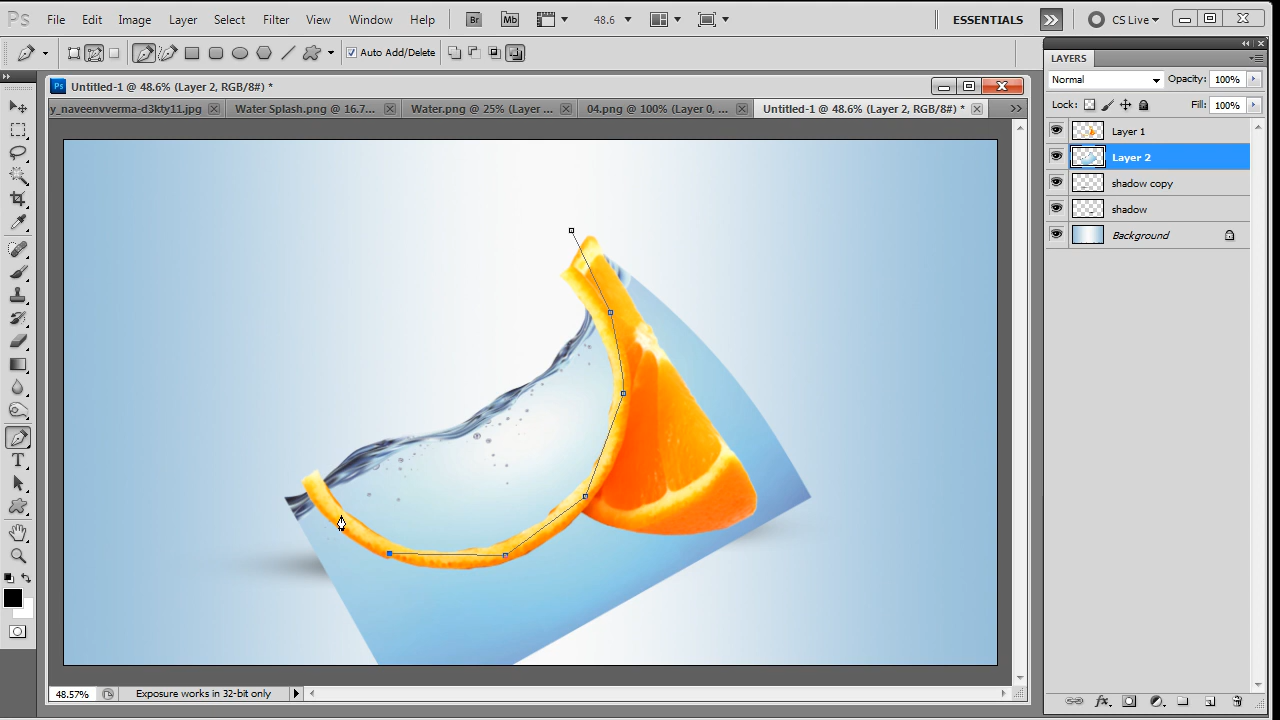 Ps File Edit Image Layer Select Filter View Window Help Br Mb 48.6 ESSENTIALS CS Live
Auto Add/Delete
Untitled-1 @ 48.6% (Layer 2, RGB/8#) *
y_naveenvverma-d3kty11.jpg Water Splash.png @ 16.7... Water.png @ 25% (Layer ... 04.png @ 100% (Layer 0, ... Untitled-1 @ 48.6% (Layer 2, RGB/8#) *
LAYERS
Normal Opacity: 100%
Lock: Fill: 100%
Layer 1
Layer 2
shadow copy
shadow
Background
T
48.57% Exposure works in 32-bit only